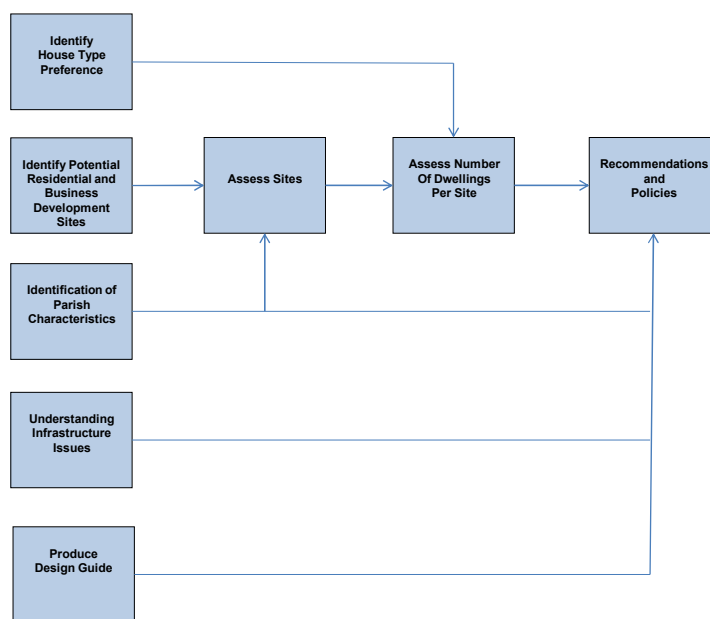 Identify
House Type
Preference
Identify Potential
Residential and
Business
Development
Sites
Assess Sites
Assess Number
Of Dwellings
Per Site
Recommendations
and
Policies
Identification of
Parish
Characteristics
Understanding
Infrastructure
Issues
Produce
Design Guide